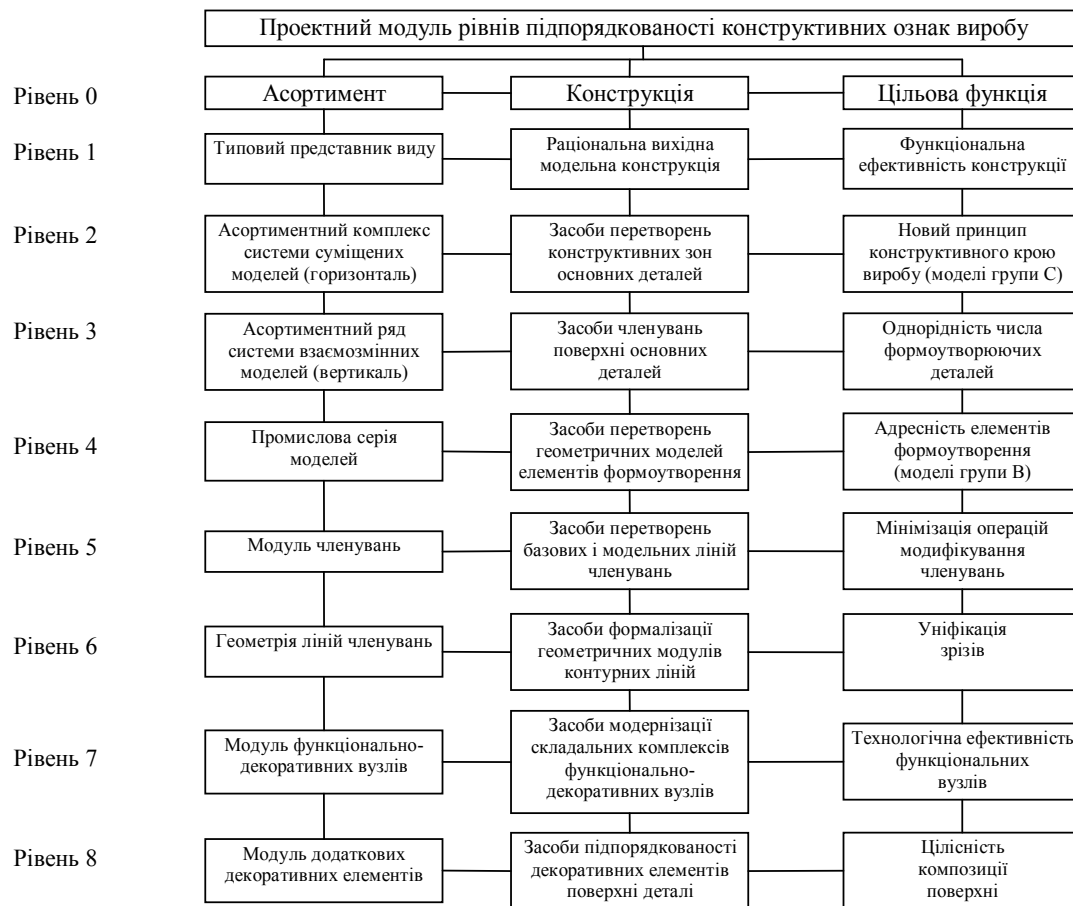 Проектний модуль рівнів підпорядкованості конструктивних ознак виробу
Рівень 0
Асортимент
Конструкція
Цільова функція
Рівень 1
Типовий представник виду
Раціональна вихідна
модельна конструкція
Функціональна
ефективність конструкції
Рівень 2
Асортиментний комплекс
системи суміщених
моделей (горизонталь)
Засоби перетворень
конструктивних зон
основних деталей
Новий принцип
конструктивного крою
виробу (моделі групи С)
Рівень 3
Асортиментний ряд
системи взаємозмінних
моделей (вертикаль)
Засоби членувань
поверхні основних
деталей
Однорідність числа
формоутворюючих
деталей
Рівень 4
Промислова серія
моделей
Засоби перетворень
геометричних моделей
елементів формоутворення
Адресність елементів
формоутворення
(моделі групи В)
Рівень 5
Модуль членувань
Засоби перетворень
базових і модельних ліній
членувань
Мінімізація операцій
модифікування
членувань
Рівень 6
Геометрія ліній членувань
Засоби формалізації
геометричних модулів
контурних ліній
Уніфікація
зрізів
Рівень 7
Модуль функціонально-
декоративних вузлів
Засоби модернізації
складальних комплексів
функціонально-
декоративних вузлів
Технологічна ефективність
функціональних
вузлів
Рівень 8
Модуль додаткових
декоративних елементів
Засоби підпорядкованості
декоративних елементів
поверхні деталі
Цілісність
композиції
поверхні